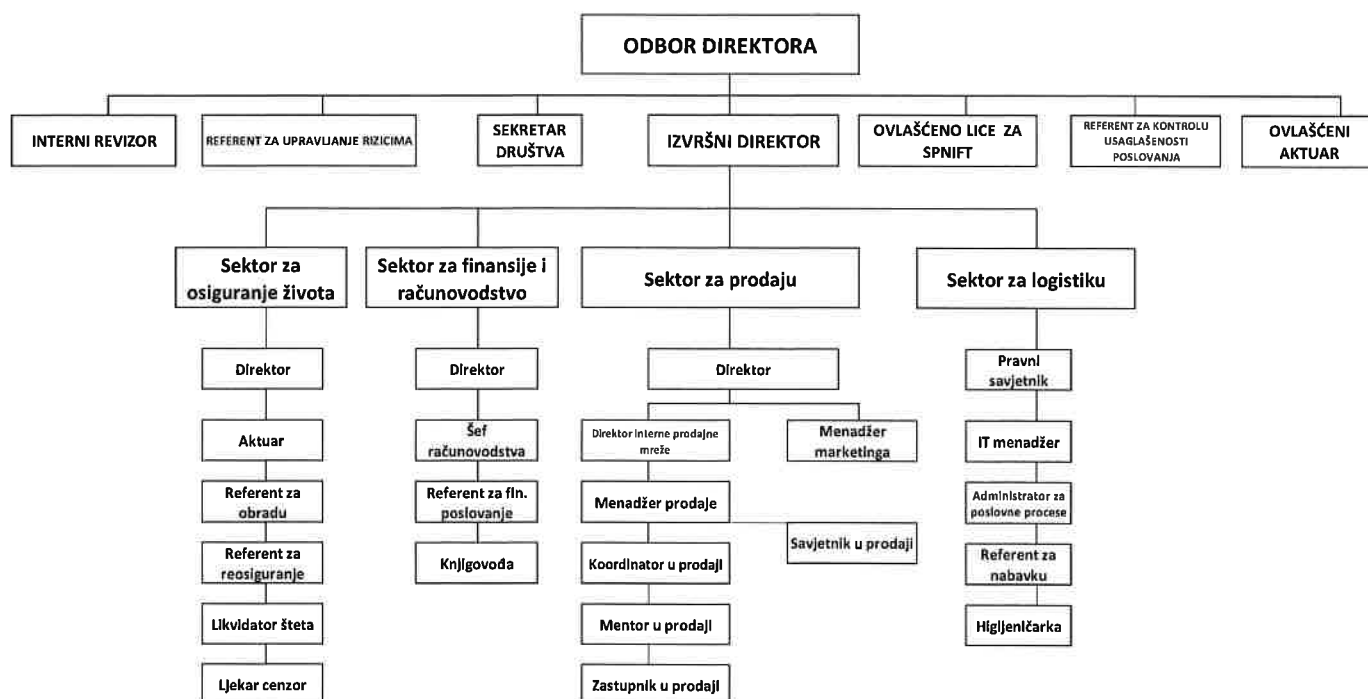 ODBOR DIREKTORA
INTERNI REVIZOR
REFERENT ZA UPRAVLJANJE RIZICIMA
SEKRETAR
DRUŠTVA
IZVRŠNI DIREKTOR
OVLAŠĆENO LICE ZA
SPNIFT
REFERENT ZA KONTROLU
USAGLAŠENOSTI
POSLOVANJA
OVLAŠĆENI
AKTUAR
Sektor za
osiguranje života
Sektor za finansije i
računovodstvo
Sektor za prodaju
Sektor za logistiku
Direktor
Direktor
Direktor
Pravni
savjetnik
Aktuar
Šef
računovodstva
Direktor interne prodajne
mreže
Menadžer
marketinga
IT menadžer
Referent za
obradu
Referent za fin.
poslovanje
Menadžer prodaje
Administrator za
poslovne procese
Savjetnik u prodaji
Referent za
reosiguranje
Knjigovođa
Koordinator u prodaji
Referent za
nabavku
Likvidator šteta
Mentor u prodaji
Higijeničarka
Ljekar cenzor
Zastupnik u prodaji